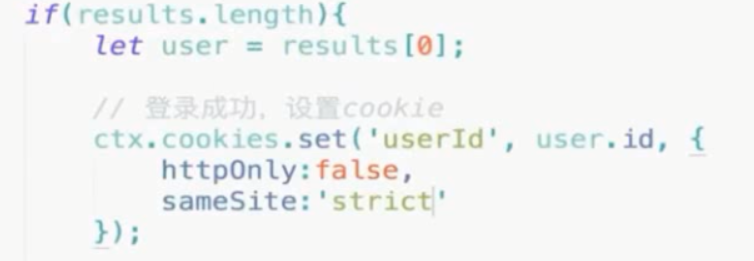 if(results.length){
let user = results[0];
// 登录成功，设置cookie
ctx.cookies.set('userId', user.id, {
httpOnly:false,
sameSite:'strict'
});